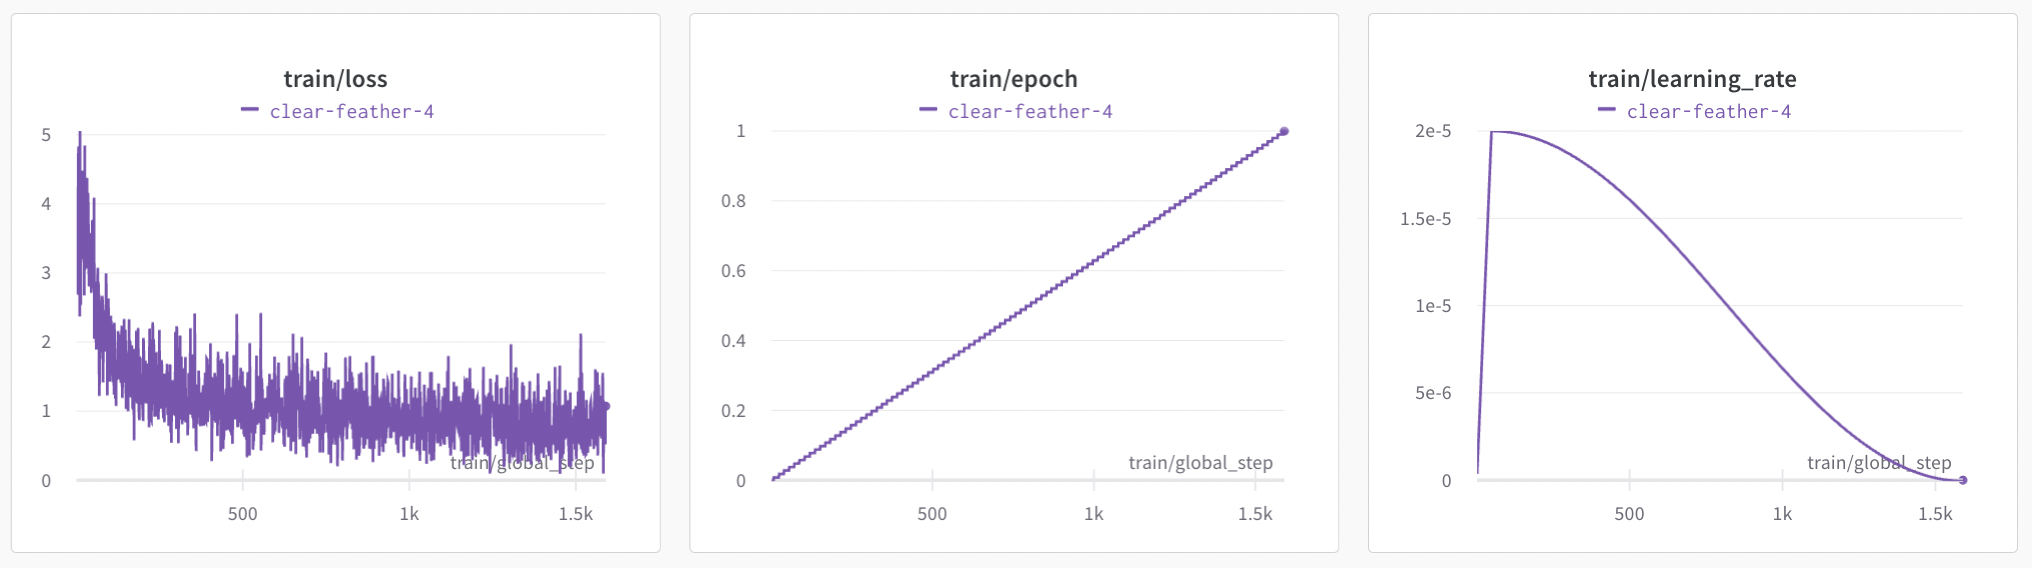 train/loss
clear-feather-4
5
4
3
2
1
0
train/global_step
500
1k
1.5k
train/epoch
clear-feather-4
1
0.8
0.6
0.4
0.2
0
train/global_step
500
1k
1.5k
train/learning_rate
clear-feather-4
2e-5
1.5e-5
1e-5
5e-6
0
train/global_step
500
1k
1.5k